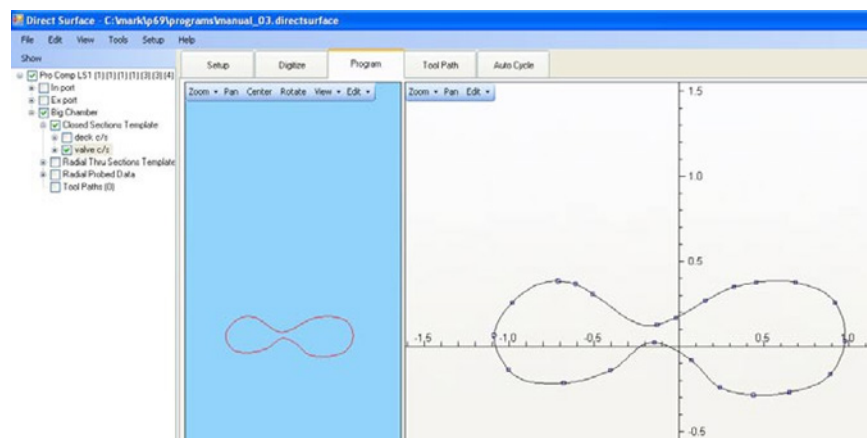 Direct Surface - C:\mark\p69\programs\manual_03.directsurface
File Edit View Tools Setup Help
Show
Setup Digitize Program Tool Path Auto Cycle
Pro Comp LS1 [1] [1] [1] [1] [3] [3] [4]
In port
Ex port
Big Chamber
Closed Sections Template
deck c/s
valve c/s
Radial Thru Sections Template
Radial Probed Data
Tool Paths (0)
Zoom Pan Center Rotate View Edit
Zoom Pan Edit
1.5
1.0
0.5
-1.5 -1.0 -0.5 0.5 1.0
-0.5